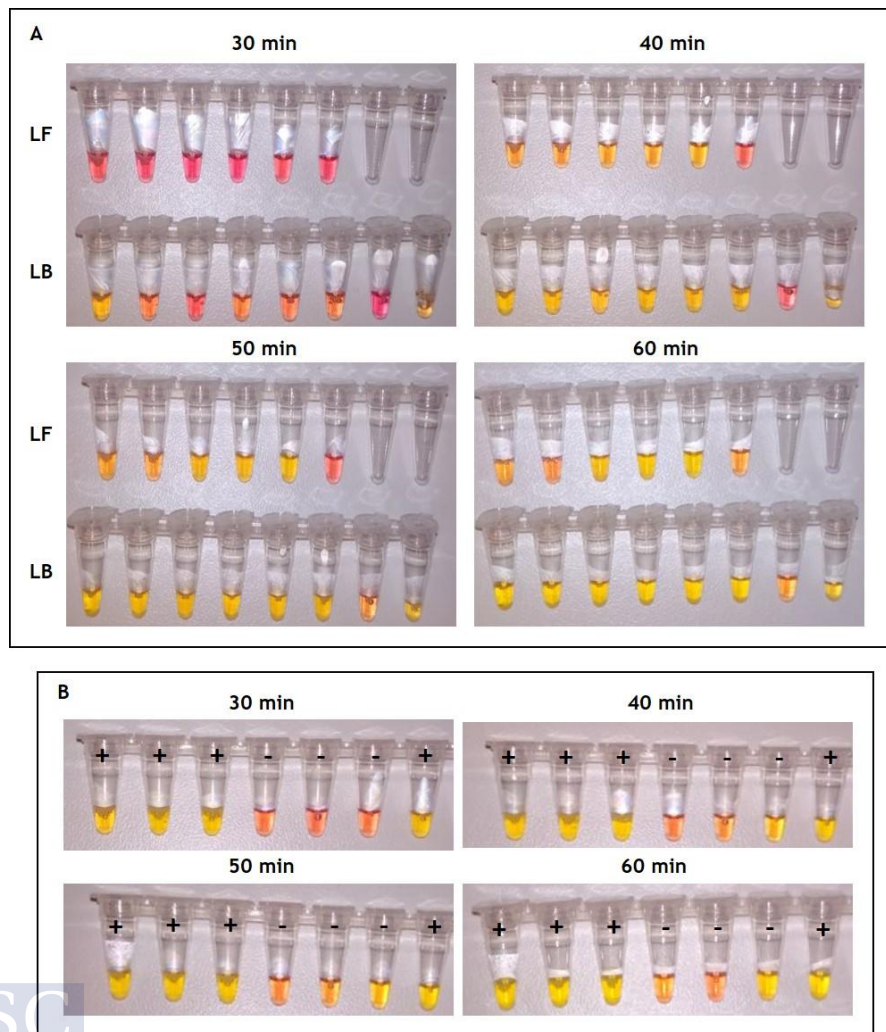 A
30 min
40 min
LF
LB
50 min
60 min
LF
LB
B
30 min
40 min
+ + + - - - +
+ + + - - - +
50 min
60 min
+ + + - - - +
+ + + - - - +
SC